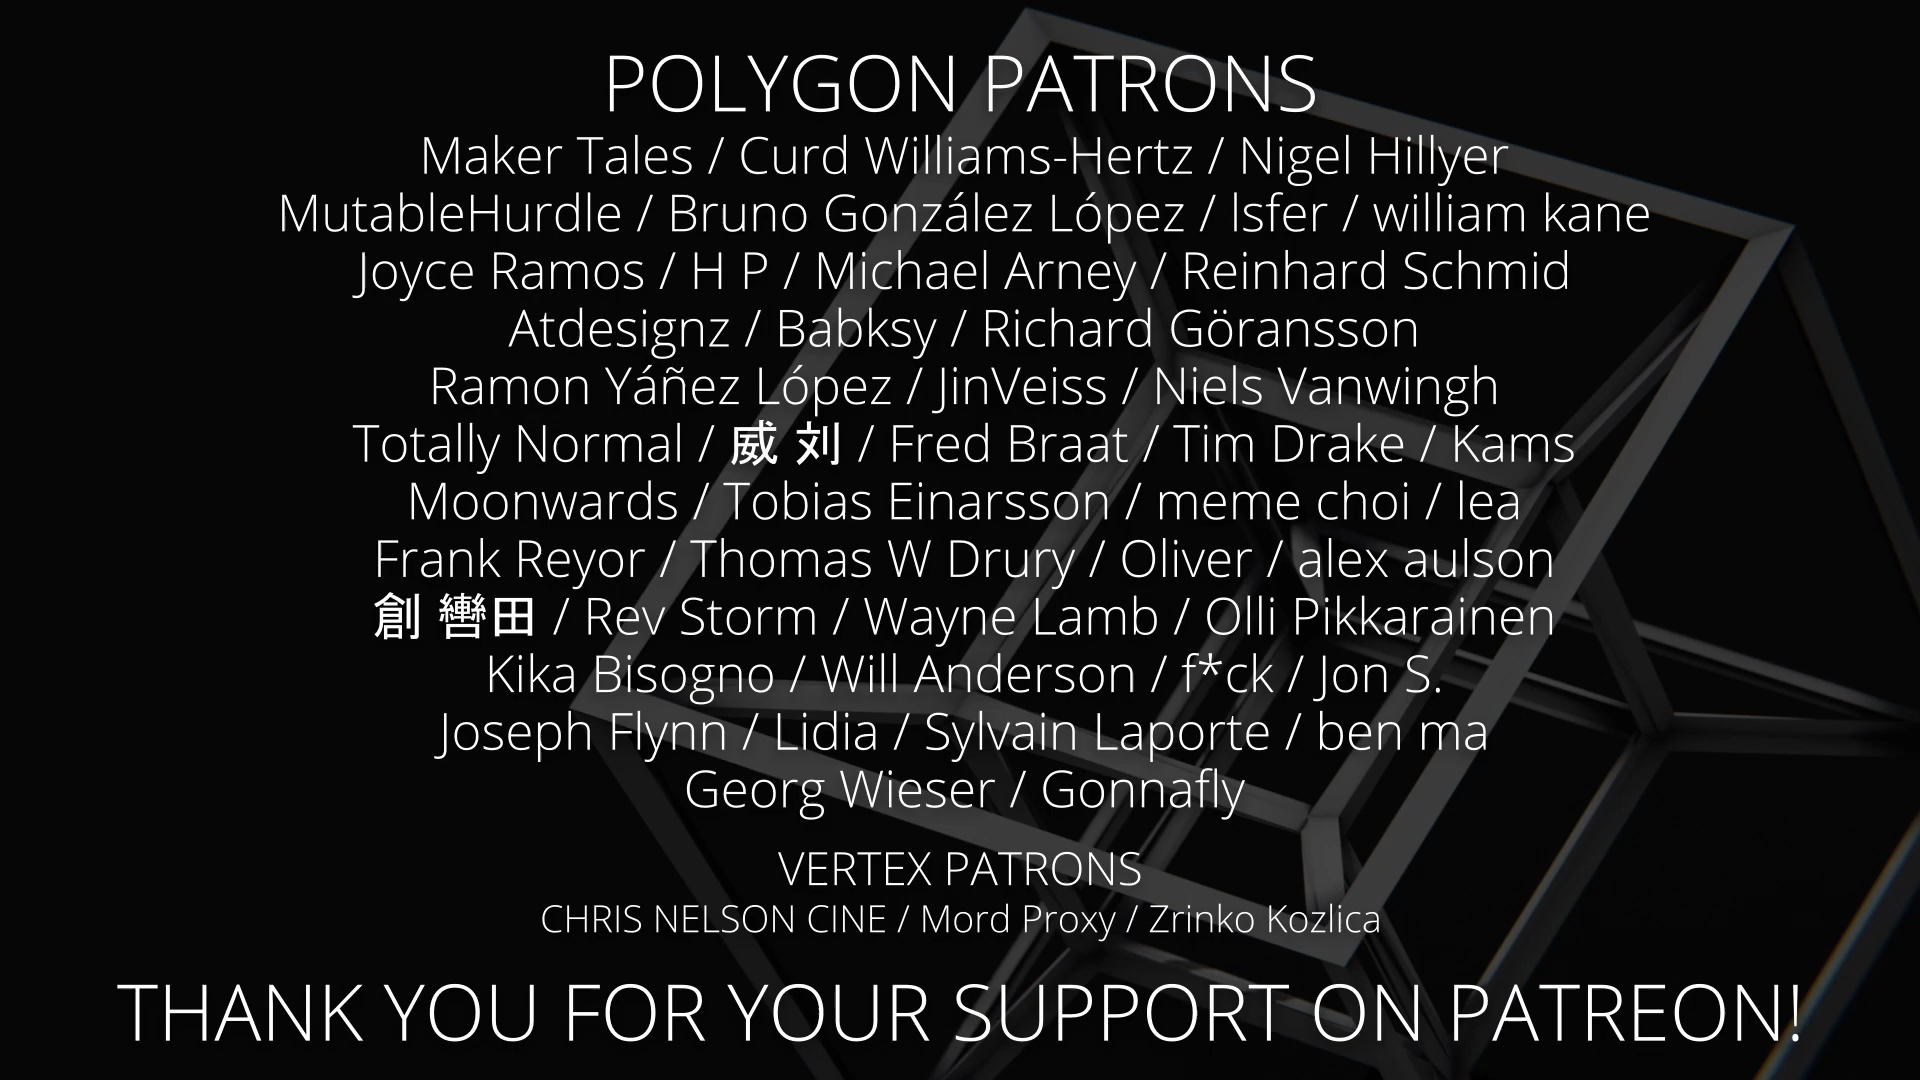 POLYGON PATRONS
Maker Tales / Curd Williams-Hertz / Nigel Hillyer
MutableHurdle / Bruno González López / lsfer / william kane
Joyce Ramos / H P / Michael Arney / Reinhard Schmid
Atdesignz / Babksy / Richard Göransson
Ramon Yáñez López / JinVeiss / Niels Vanwingh
Totally Normal / 威 刘 / Fred Braat / Tim Drake / Kams
Moonwards / Tobias Einarsson / meme choi / lea
Frank Reyor / Thomas W Drury / Oliver / alex aulson
創 轡田 / Rev Storm / Wayne Lamb / Olli Pikkarainen
Kika Bisogno / Will Anderson / f*ck / Jon S.
Joseph Flynn / Lidia / Sylvain Laporte / ben ma
Georg Wieser / Gonnafly
VERTEX PATRONS
CHRIS NELSON CINE / Mord Proxy / Zrinko Kozlica
THANK YOU FOR YOUR SUPPORT ON PATREON!